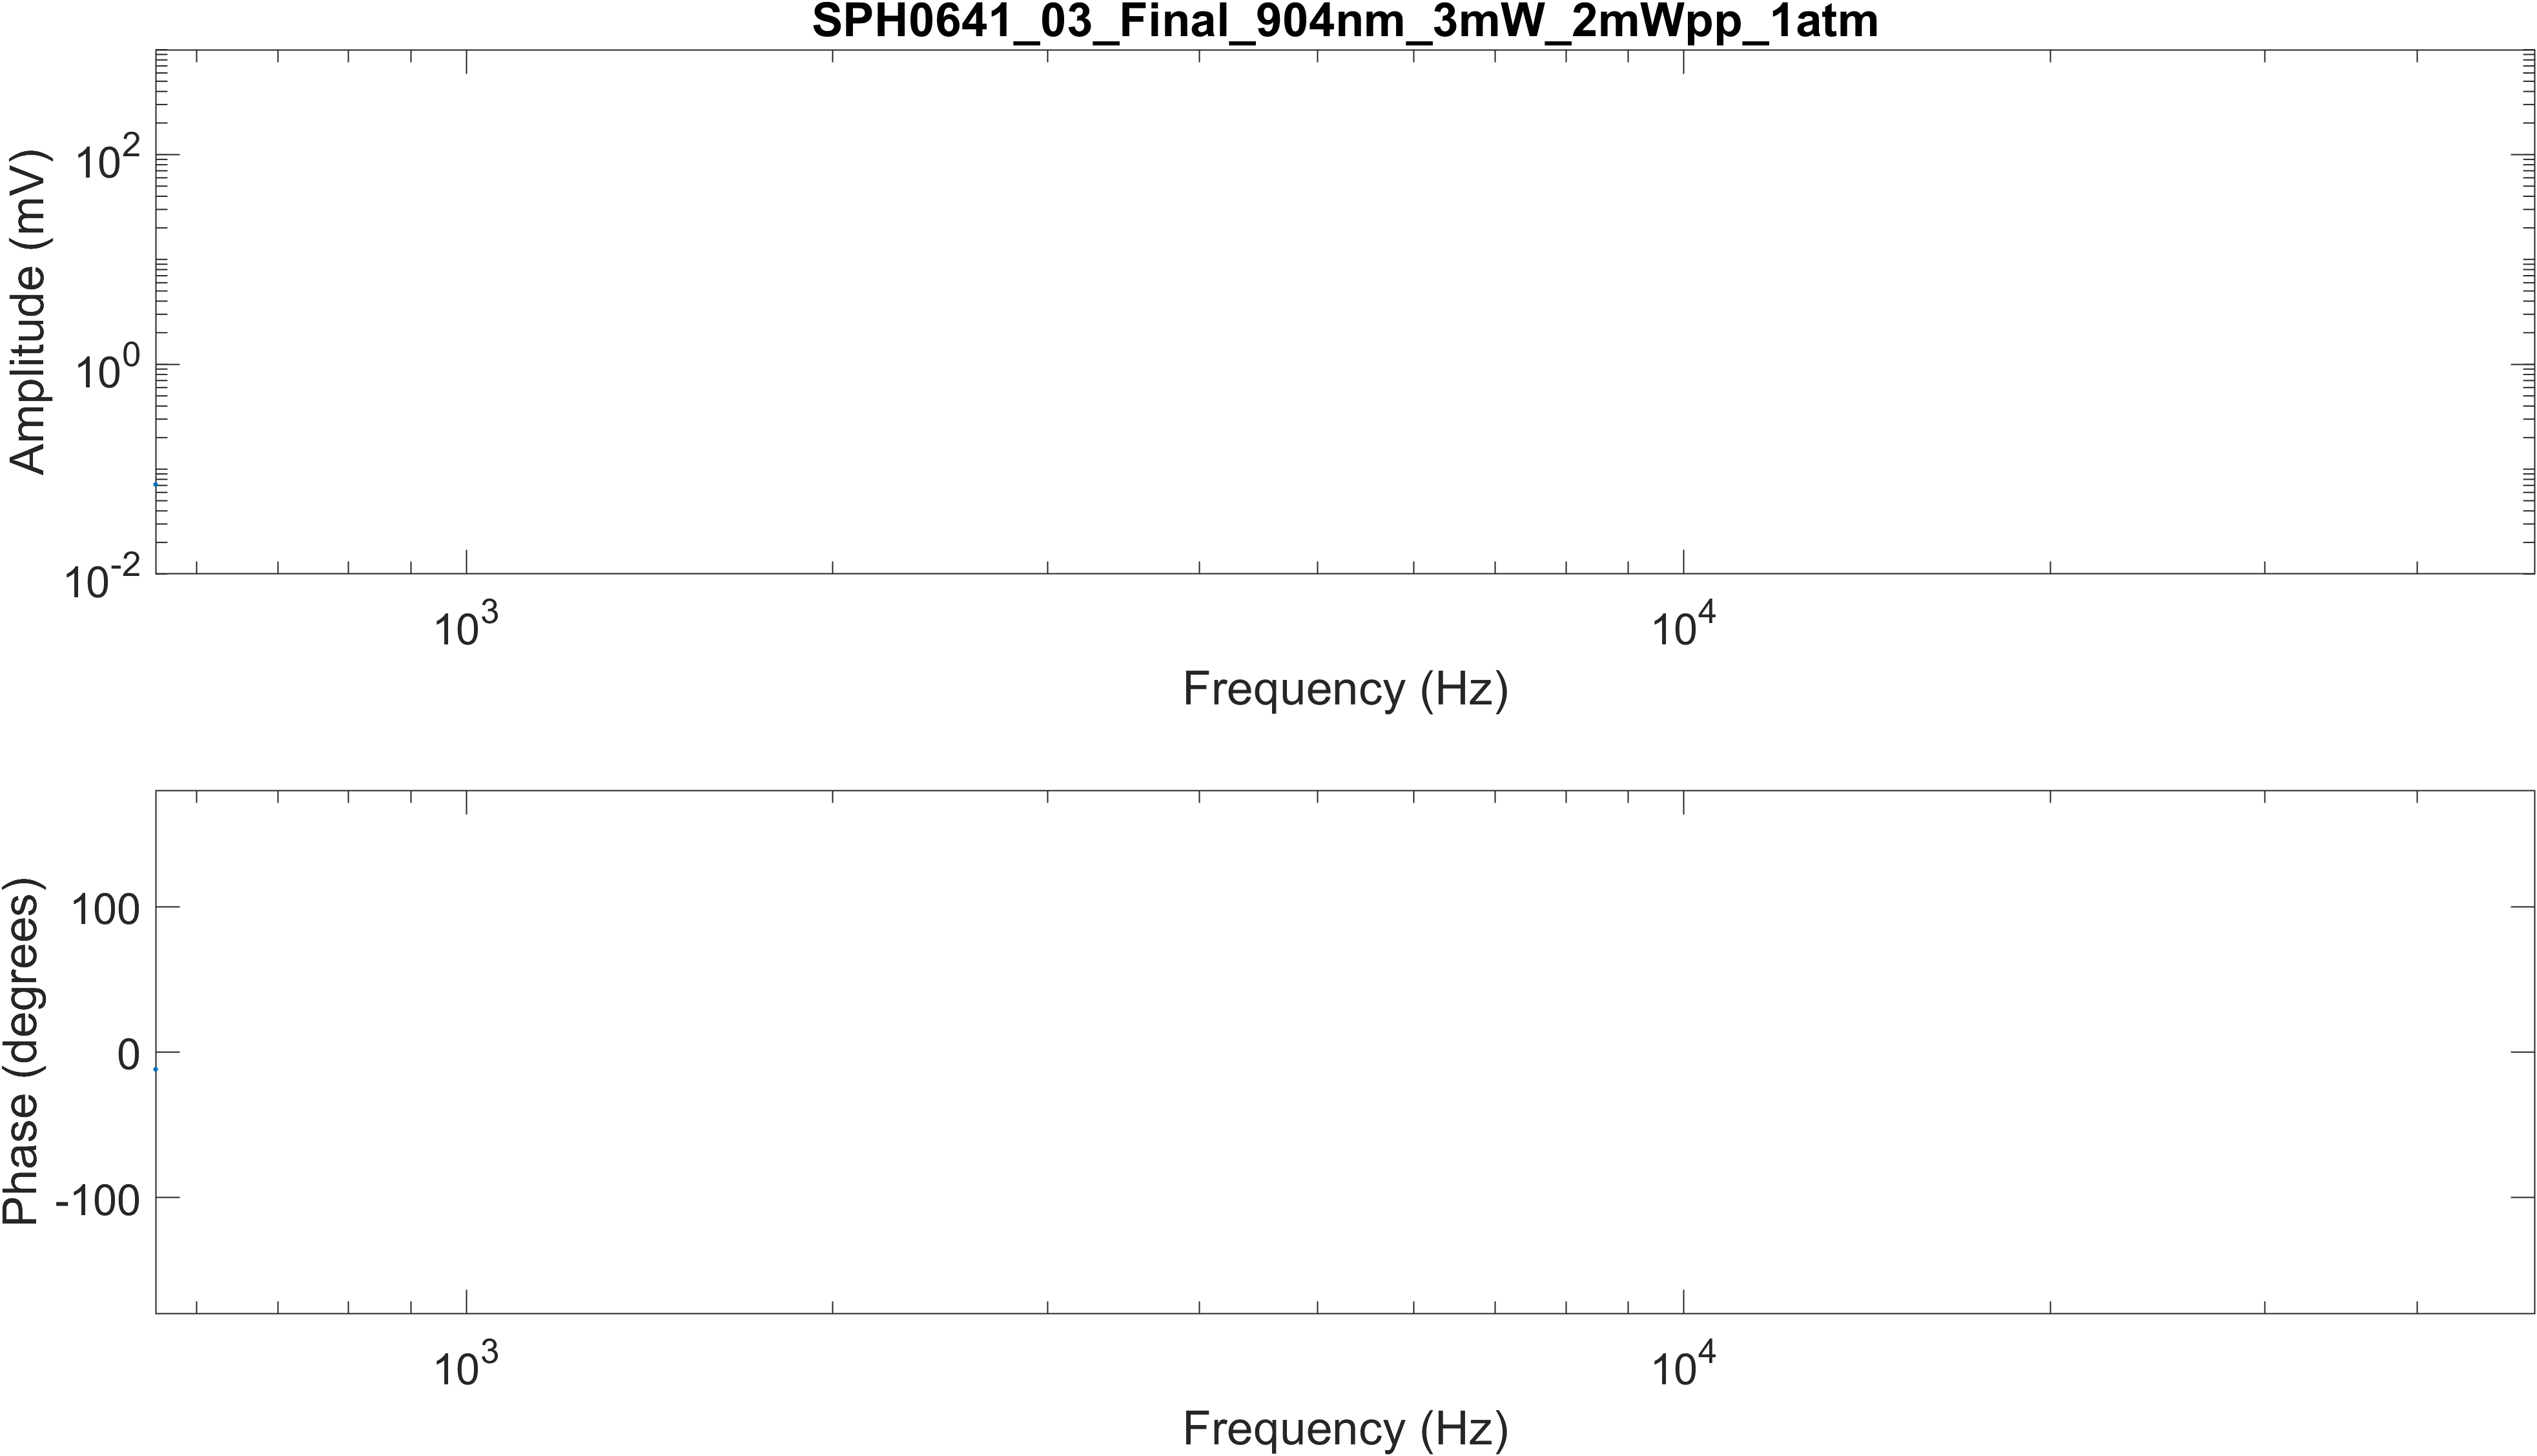 SPH0641_03_Final_904nm_3mW_2mWpp_1atm
Amplitude (mV)
10^2
10^0
10^-2
10^3
10^4
Frequency (Hz)
Phase (degrees)
100
0
-100
10^3
10^4
Frequency (Hz)